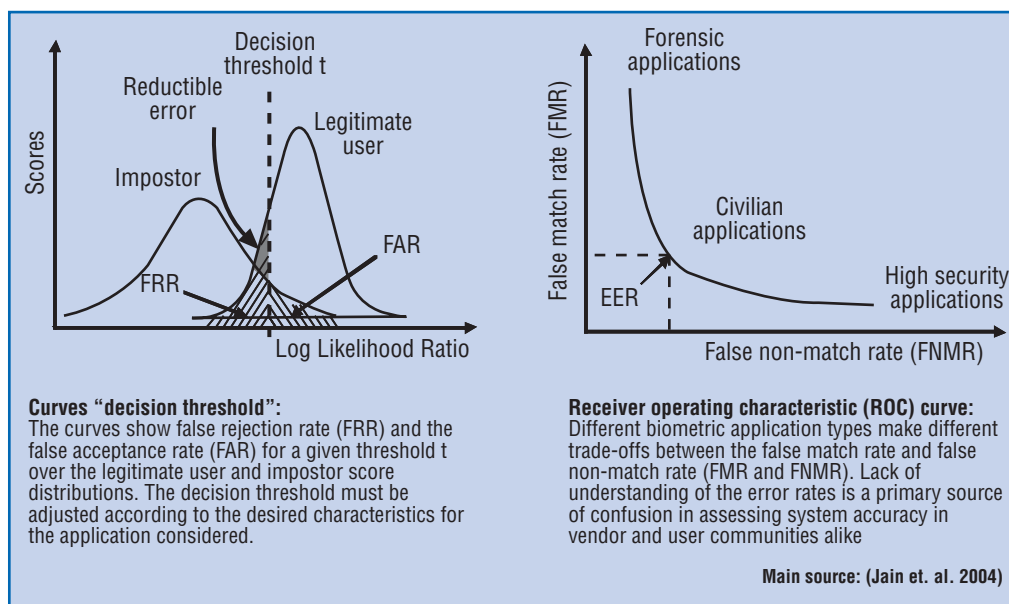 Decision
threshold t
Reductible
error
Legitimate
user
Impostor
Scores
FAR
FRR
Log Likelihood Ratio
Curves “decision threshold”:
The curves show false rejection rate (FRR) and the
false acceptance rate (FAR) for a given threshold t
over the legitimate user and impostor score
distributions. The decision threshold must be
adjusted according to the desired characteristics for
the application considered.
Forensic
applications
False match rate (FMR)
Civilian
applications
EER
High security
applications
False non-match rate (FNMR)
Receiver operating characteristic (ROC) curve:
Different biometric application types make different
trade-offs between the false match rate and false
non-match rate (FMR and FNMR). Lack of
understanding of the error rates is a primary source
of confusion in assessing system accuracy in
vendor and user communities alike
Main source: (Jain et. al. 2004)